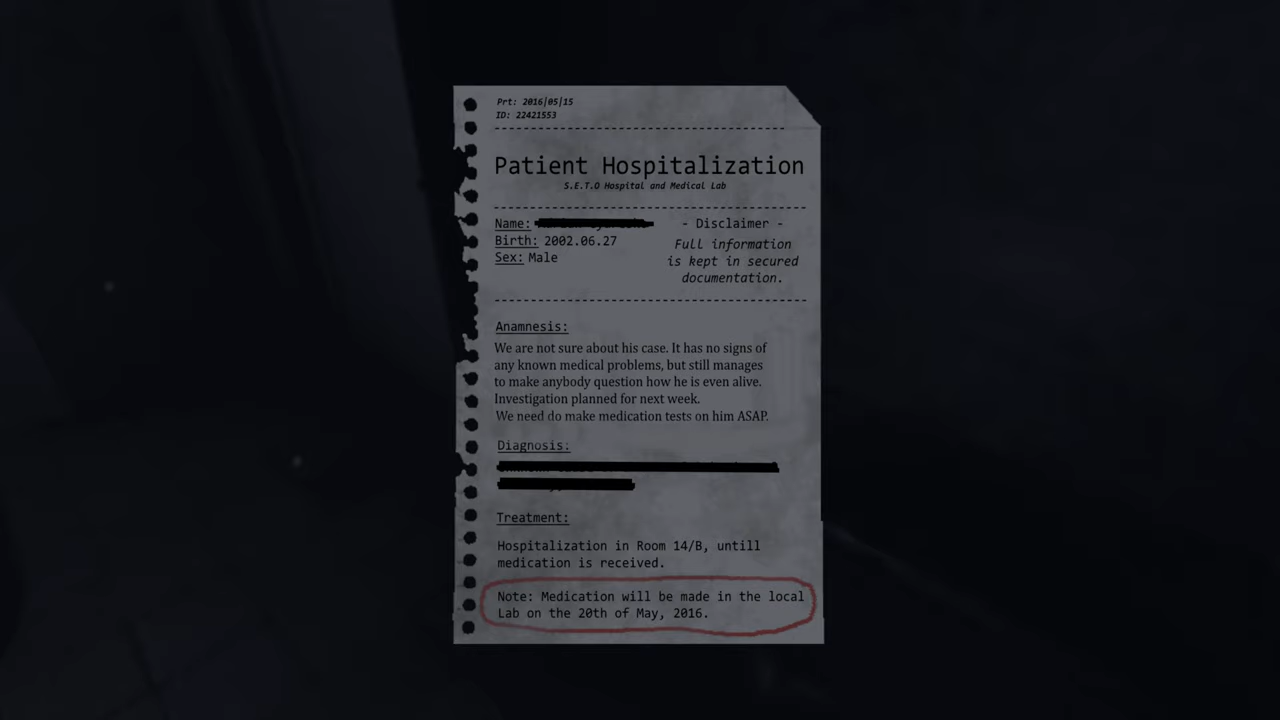 Prt: 2016|05|15
ID: 22421553
Patient Hospitalization
S.E.T.O Hospital and Medical Lab
Name:
Birth: 2002.06.27
Sex: Male
- Disclaimer -
Full information
is kept in secured
documentation.
Anamnesis:
We are not sure about his case. It has no signs of
any known medical problems, but still manages
to make anybody question how he is even alive.
Investigation planned for next week.
We need do make medication tests on him ASAP.
Diagnosis:
Treatment:
Hospitalization in Room 14/B, untill
medication is received.
Note: Medication will be made in the local
Lab on the 20th of May, 2016.